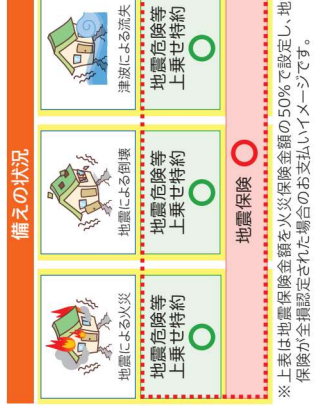 備えの状況
地震による火災
地震による倒壊
津波による流失
地震危険等
上乗せ特約
地震危険等
上乗せ特約
地震危険等
上乗せ特約
地震保険
※上表は地震保険金額を火災保険金額の50%で設定し、地
保険が全損認定された場合のお支払いイメージです。